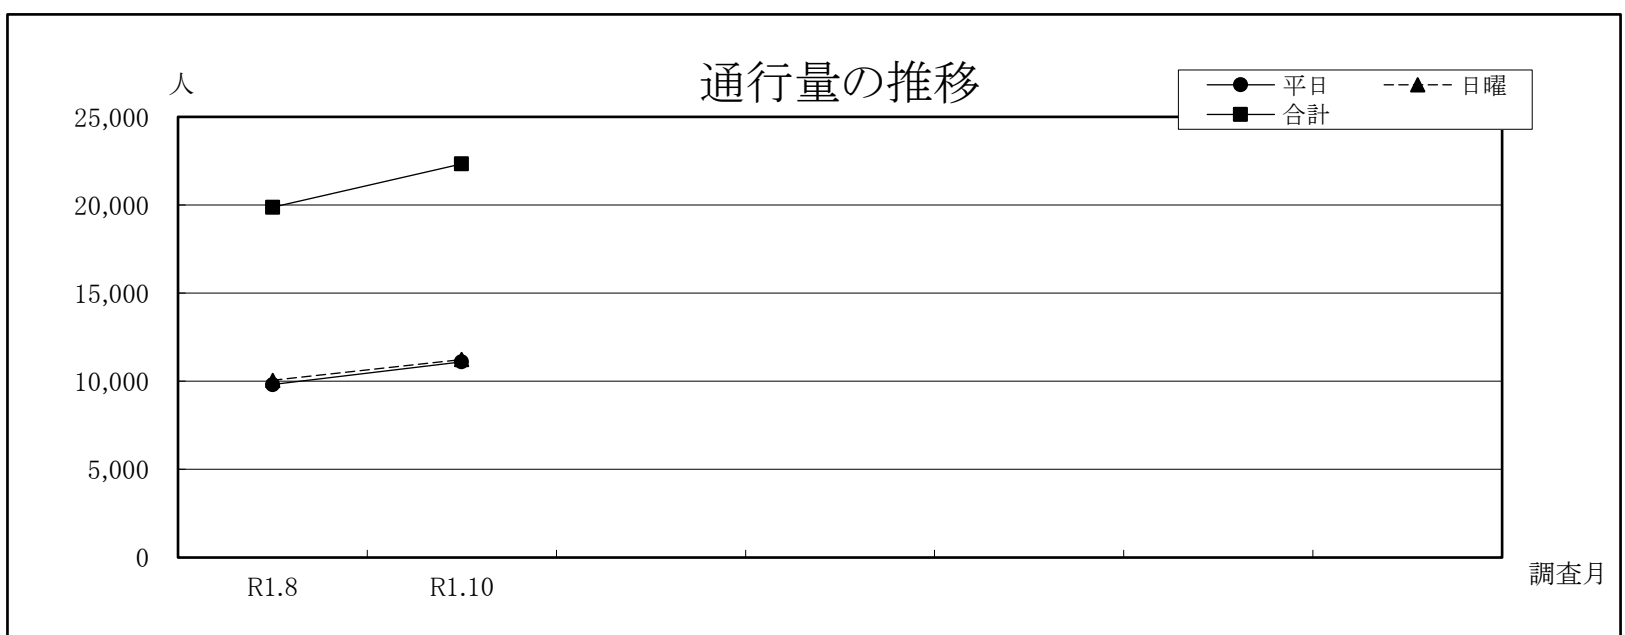 通行量の推移
人
平日
日曜
合計
25,000
20,000
15,000
10,000
5,000
0
R1.8
R1.10
調査月